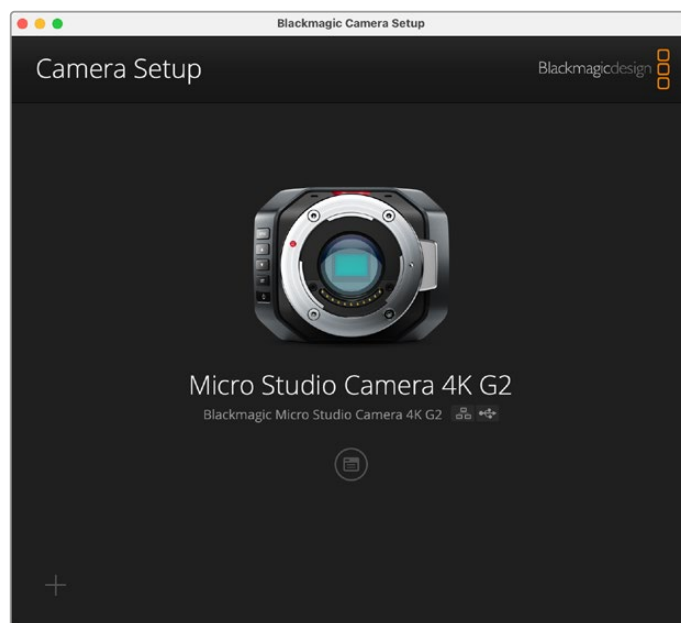 Blackmagic Camera Setup
Camera Setup
Blackmagicdesign
Micro Studio Camera 4K G2
Blackmagic Micro Studio Camera 4K G2